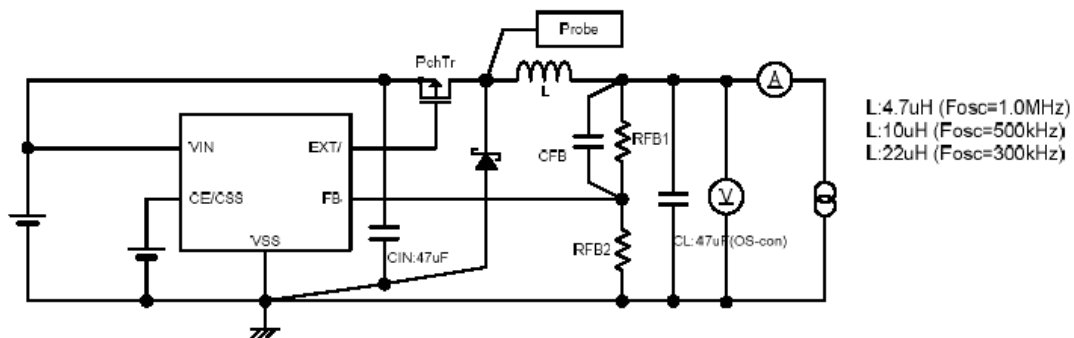 Probe
PchTr
L
A
L:4.7uH (Fosc=1.0MHz)
L:10uH (Fosc=500kHz)
L:22uH (Fosc=300kHz)
VIN
EXT/
CFB
RFB1
CE/CSS
FB
V
VSS
CIN:47uF
RFB2
CL:47uF(OS-con)